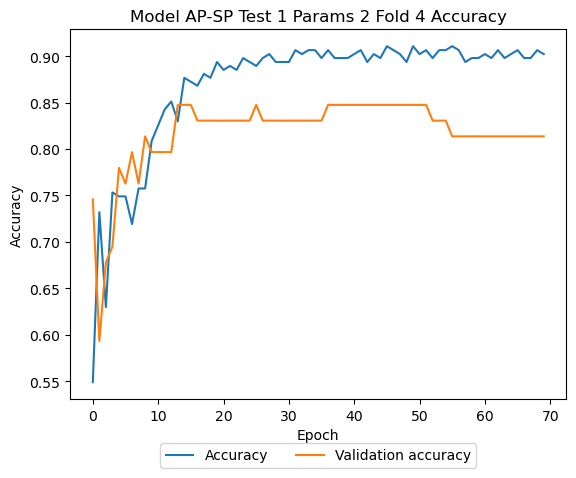 Model AP-SP Test 1 Params 2 Fold 4 Accuracy
0.90
0.85
0.80
0.75
0.70
0.65
0.60
0.55
Accuracy
0 10 20 30 40 50 60 70
Epoch
Accuracy Validation accuracy